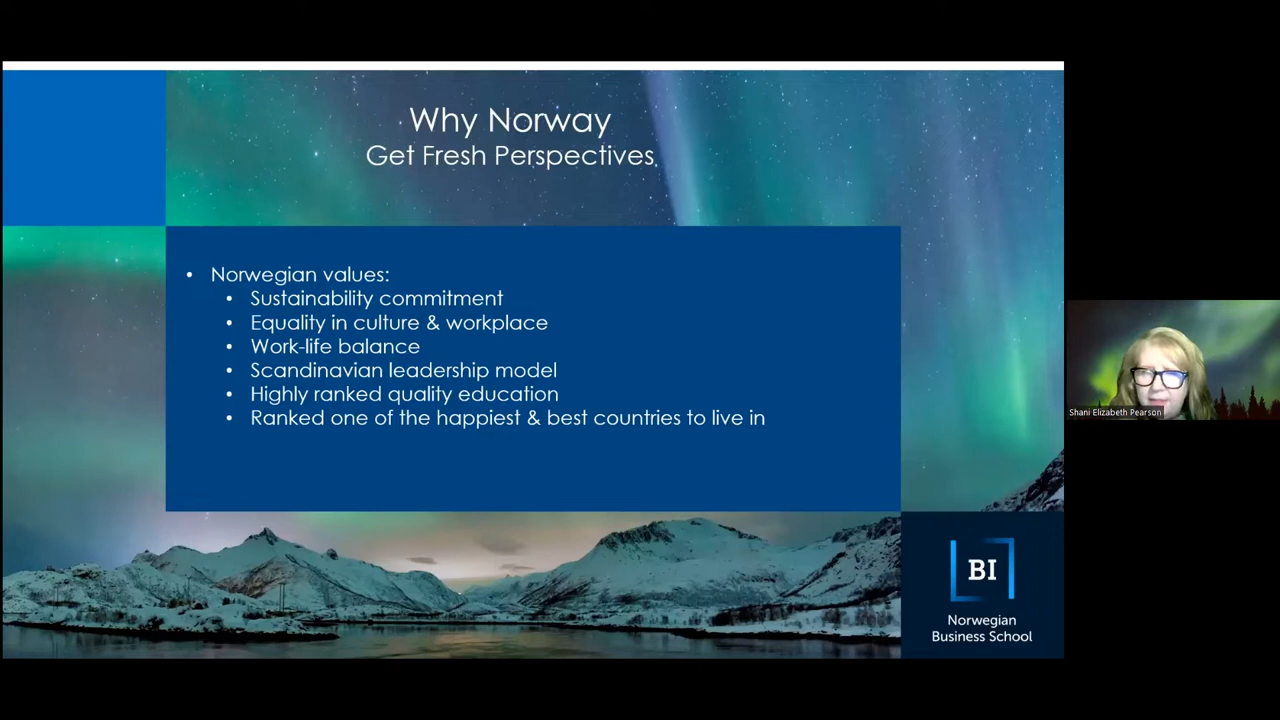 Why Norway
Get Fresh Perspectives
• Norwegian values:
• Sustainability commitment
• Equality in culture & workplace
• Work-life balance
• Scandinavian leadership model
• Highly ranked quality education
• Ranked one of the happiest & best countries to live in
BI
Norwegian
Business School
Shani Elizabeth Pearson